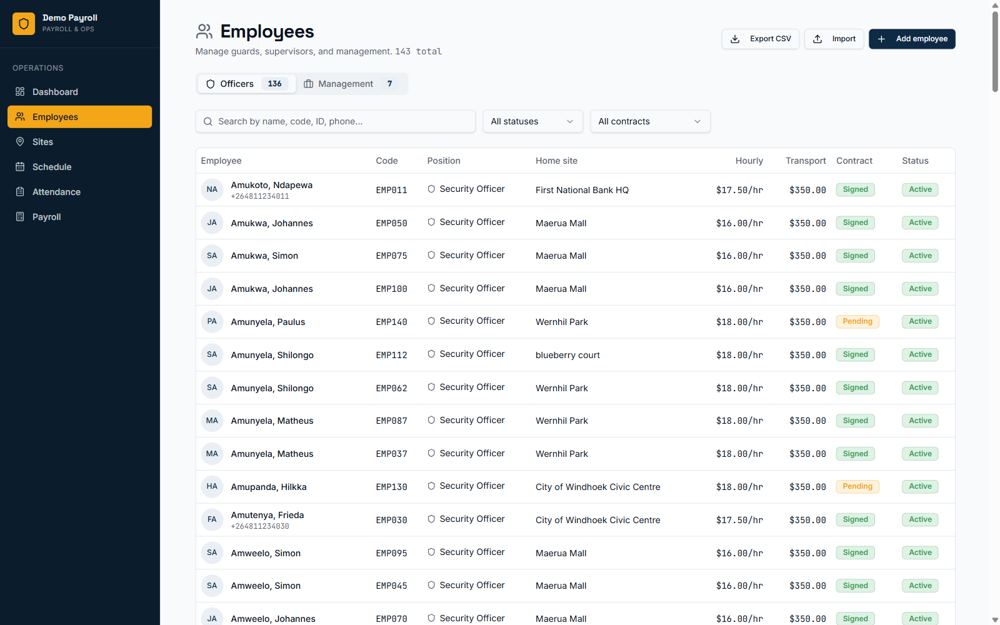 Demo Payroll
PAYROLL & OPS
OPERATIONS
Dashboard
Employees
Sites
Schedule
Attendance
Payroll
Employees
Manage guards, supervisors, and management. 143 total
Export CSV
Import
Add employee
Officers 136
Management 7
Search by name, code, ID, phone...
All statuses
All contracts
Employee Code Position Home site Hourly Transport Contract Status
NA Amukoto, Ndapewa EMP011 Security Officer First National Bank HQ $17.50/hr $350.00 Signed Active
+264811234011
JA Amukwa, Johannes EMP050 Security Officer Maerua Mall $16.00/hr $350.00 Signed Active
SA Amukwa, Simon EMP075 Security Officer Maerua Mall $16.00/hr $350.00 Signed Active
JA Amukwa, Johannes EMP100 Security Officer Maerua Mall $16.00/hr $350.00 Signed Active
PA Amunyela, Paulus EMP140 Security Officer Wernhil Park $18.00/hr $350.00 Pending Active
SA Amunyela, Shilongo EMP112 Security Officer blueberry court $18.00/hr $350.00 Signed Active
SA Amunyela, Shilongo EMP062 Security Officer Wernhil Park $18.00/hr $350.00 Signed Active
MA Amunyela, Matheus EMP087 Security Officer Wernhil Park $18.00/hr $350.00 Signed Active
MA Amunyela, Matheus EMP037 Security Officer Wernhil Park $18.00/hr $350.00 Signed Active
HA Amupanda, Hilkka EMP130 Security Officer City of Windhoek Civic Centre $18.00/hr $350.00 Pending Active
FA Amutenya, Frieda EMP030 Security Officer City of Windhoek Civic Centre $17.50/hr $350.00 Signed Active
+264811234030
SA Amweelo, Simon EMP095 Security Officer Maerua Mall $16.00/hr $350.00 Signed Active
SA Amweelo, Simon EMP045 Security Officer Maerua Mall $16.00/hr $350.00 Signed Active
JA Amweelo, Johannes EMP070 Security Officer Maerua Mall $16.00/hr $350.00 Signed Active